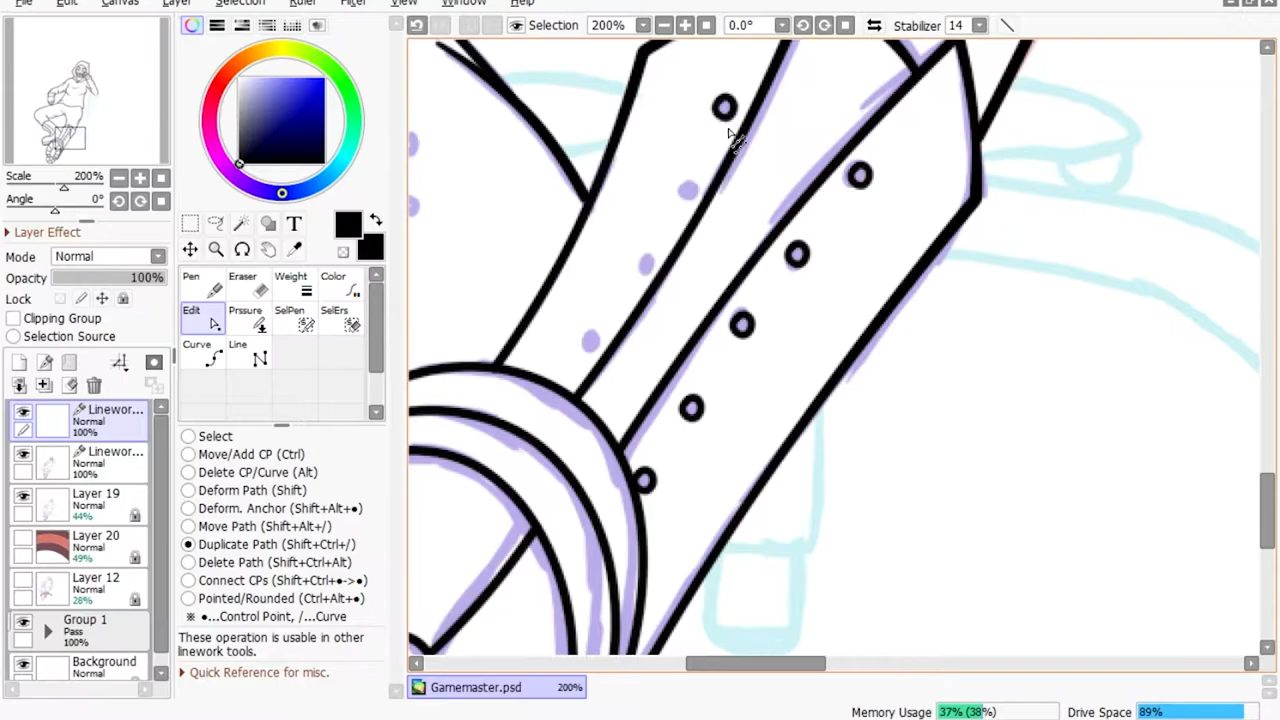 File Edit Canvas Layer Selection Ruler Filter View Window Help
Selection 200% 0.0° Stabilizer 14
Scale 200%
Angle 0°
Layer Effect
Mode Normal
Opacity 100%
Lock
Clipping Group
Selection Source
Linewor...
Normal
100%
Linewor...
Normal
100%
Layer 19
Normal
44%
Layer 20
Normal
49%
Layer 12
Normal
28%
Group 1
Pass
100%
Background
Normal
T
Pen Eraser Weight Color
Edit Prssure SelPen SelErs
Curve Line
Select
Move/Add CP (Ctrl)
Delete CP/Curve (Alt)
Deform Path (Shift)
Deform. Anchor (Shift+Alt+●)
Move Path (Shift+Alt+/)
Duplicate Path (Shift+Ctrl+/)
Delete Path (Shift+Ctrl+Alt)
Connect CPs (Shift+Ctrl+●->●)
Pointed/Rounded (Ctrl+Alt+●)
※ ●...Control Point, /...Curve
These operation is usable in other
linework tools.
Quick Reference for misc.
Gamemaster.psd 200%
Memory Usage 37% (38%) Drive Space 89%